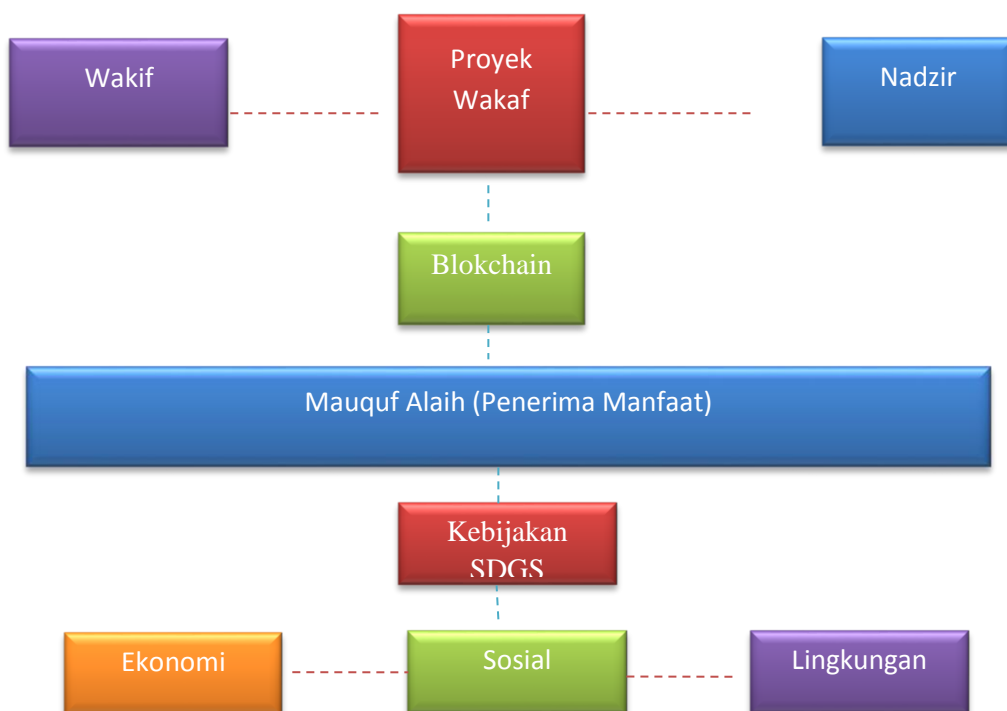 Wakif
Proyek
Wakaf
Nadzir
Blokchain
Mauquf Alaih (Penerima Manfaat)
Kebijakan
SDGS
Ekonomi
Sosial
Lingkungan